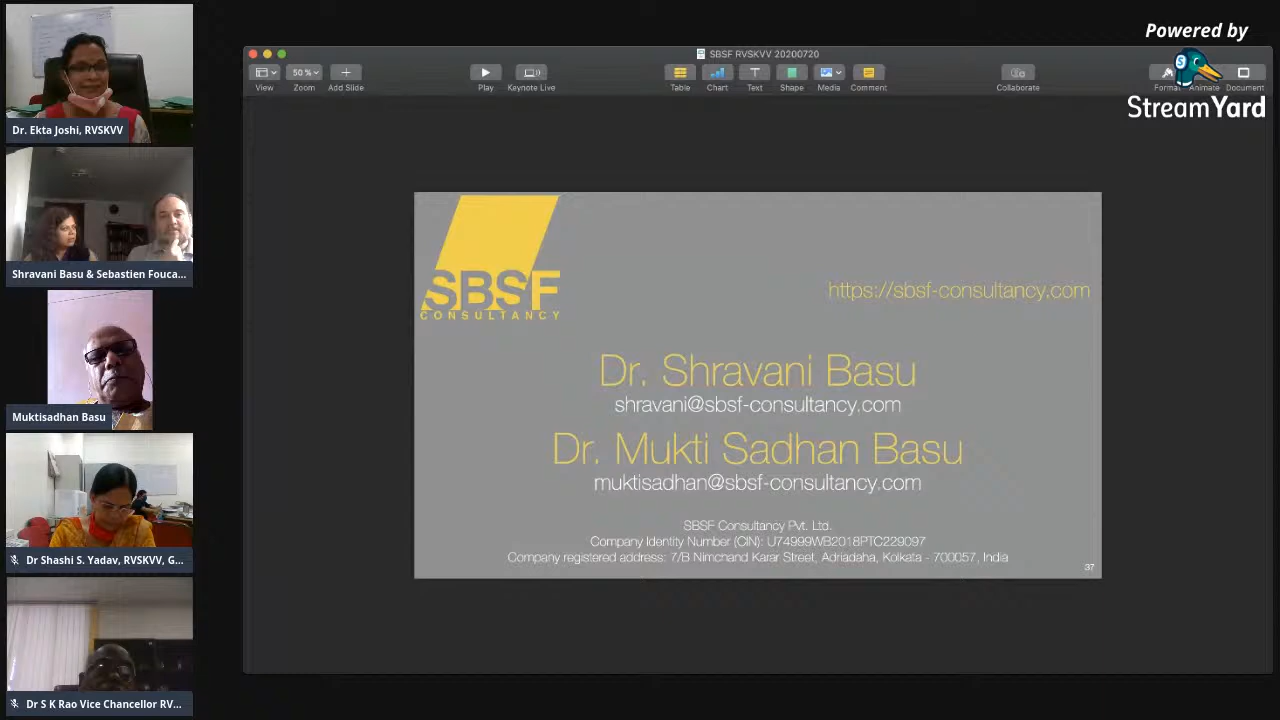 Powered by
StreamYard
SBSF RVSKVV 20200720
50%
View
Zoom
Add Slide
Play
Keynote Live
Table
Chart
Text
Shape
Media
Comment
Collaborate
Format
Animate
Document
Dr. Ekta Joshi, RVSKVV
Shravani Basu & Sebastien Fouca...
Muktisadhan Basu
Dr Shashi S. Yadav, RVSKVV, G...
Dr S K Rao Vice Chancellor RV...
SBSF
CONSULTANCY
https://sbsf-consultancy.com
Dr. Shravani Basu
shravani@sbsf-consultancy.com
Dr. Mukti Sadhan Basu
muktisadhan@sbsf-consultancy.com
SBSF Consultancy Pvt. Ltd.
Company Identity Number (CIN): U74999WB2018PTC229097
Company registered address: 7/B Nimchand Karar Street, Adriadaha, Kolkata - 700057, India
37